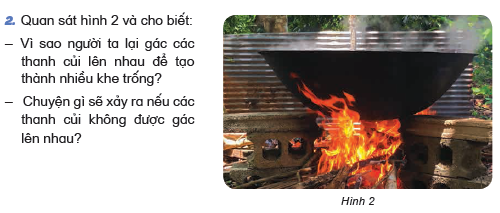 2. Quan sát hình 2 và cho biết:
– Vì sao người ta lại gác các
thanh củi lên nhau để tạo
thành nhiều khe trống?
– Chuyện gì sẽ xảy ra nếu các
thanh củi không được gác
lên nhau?
Hình 2